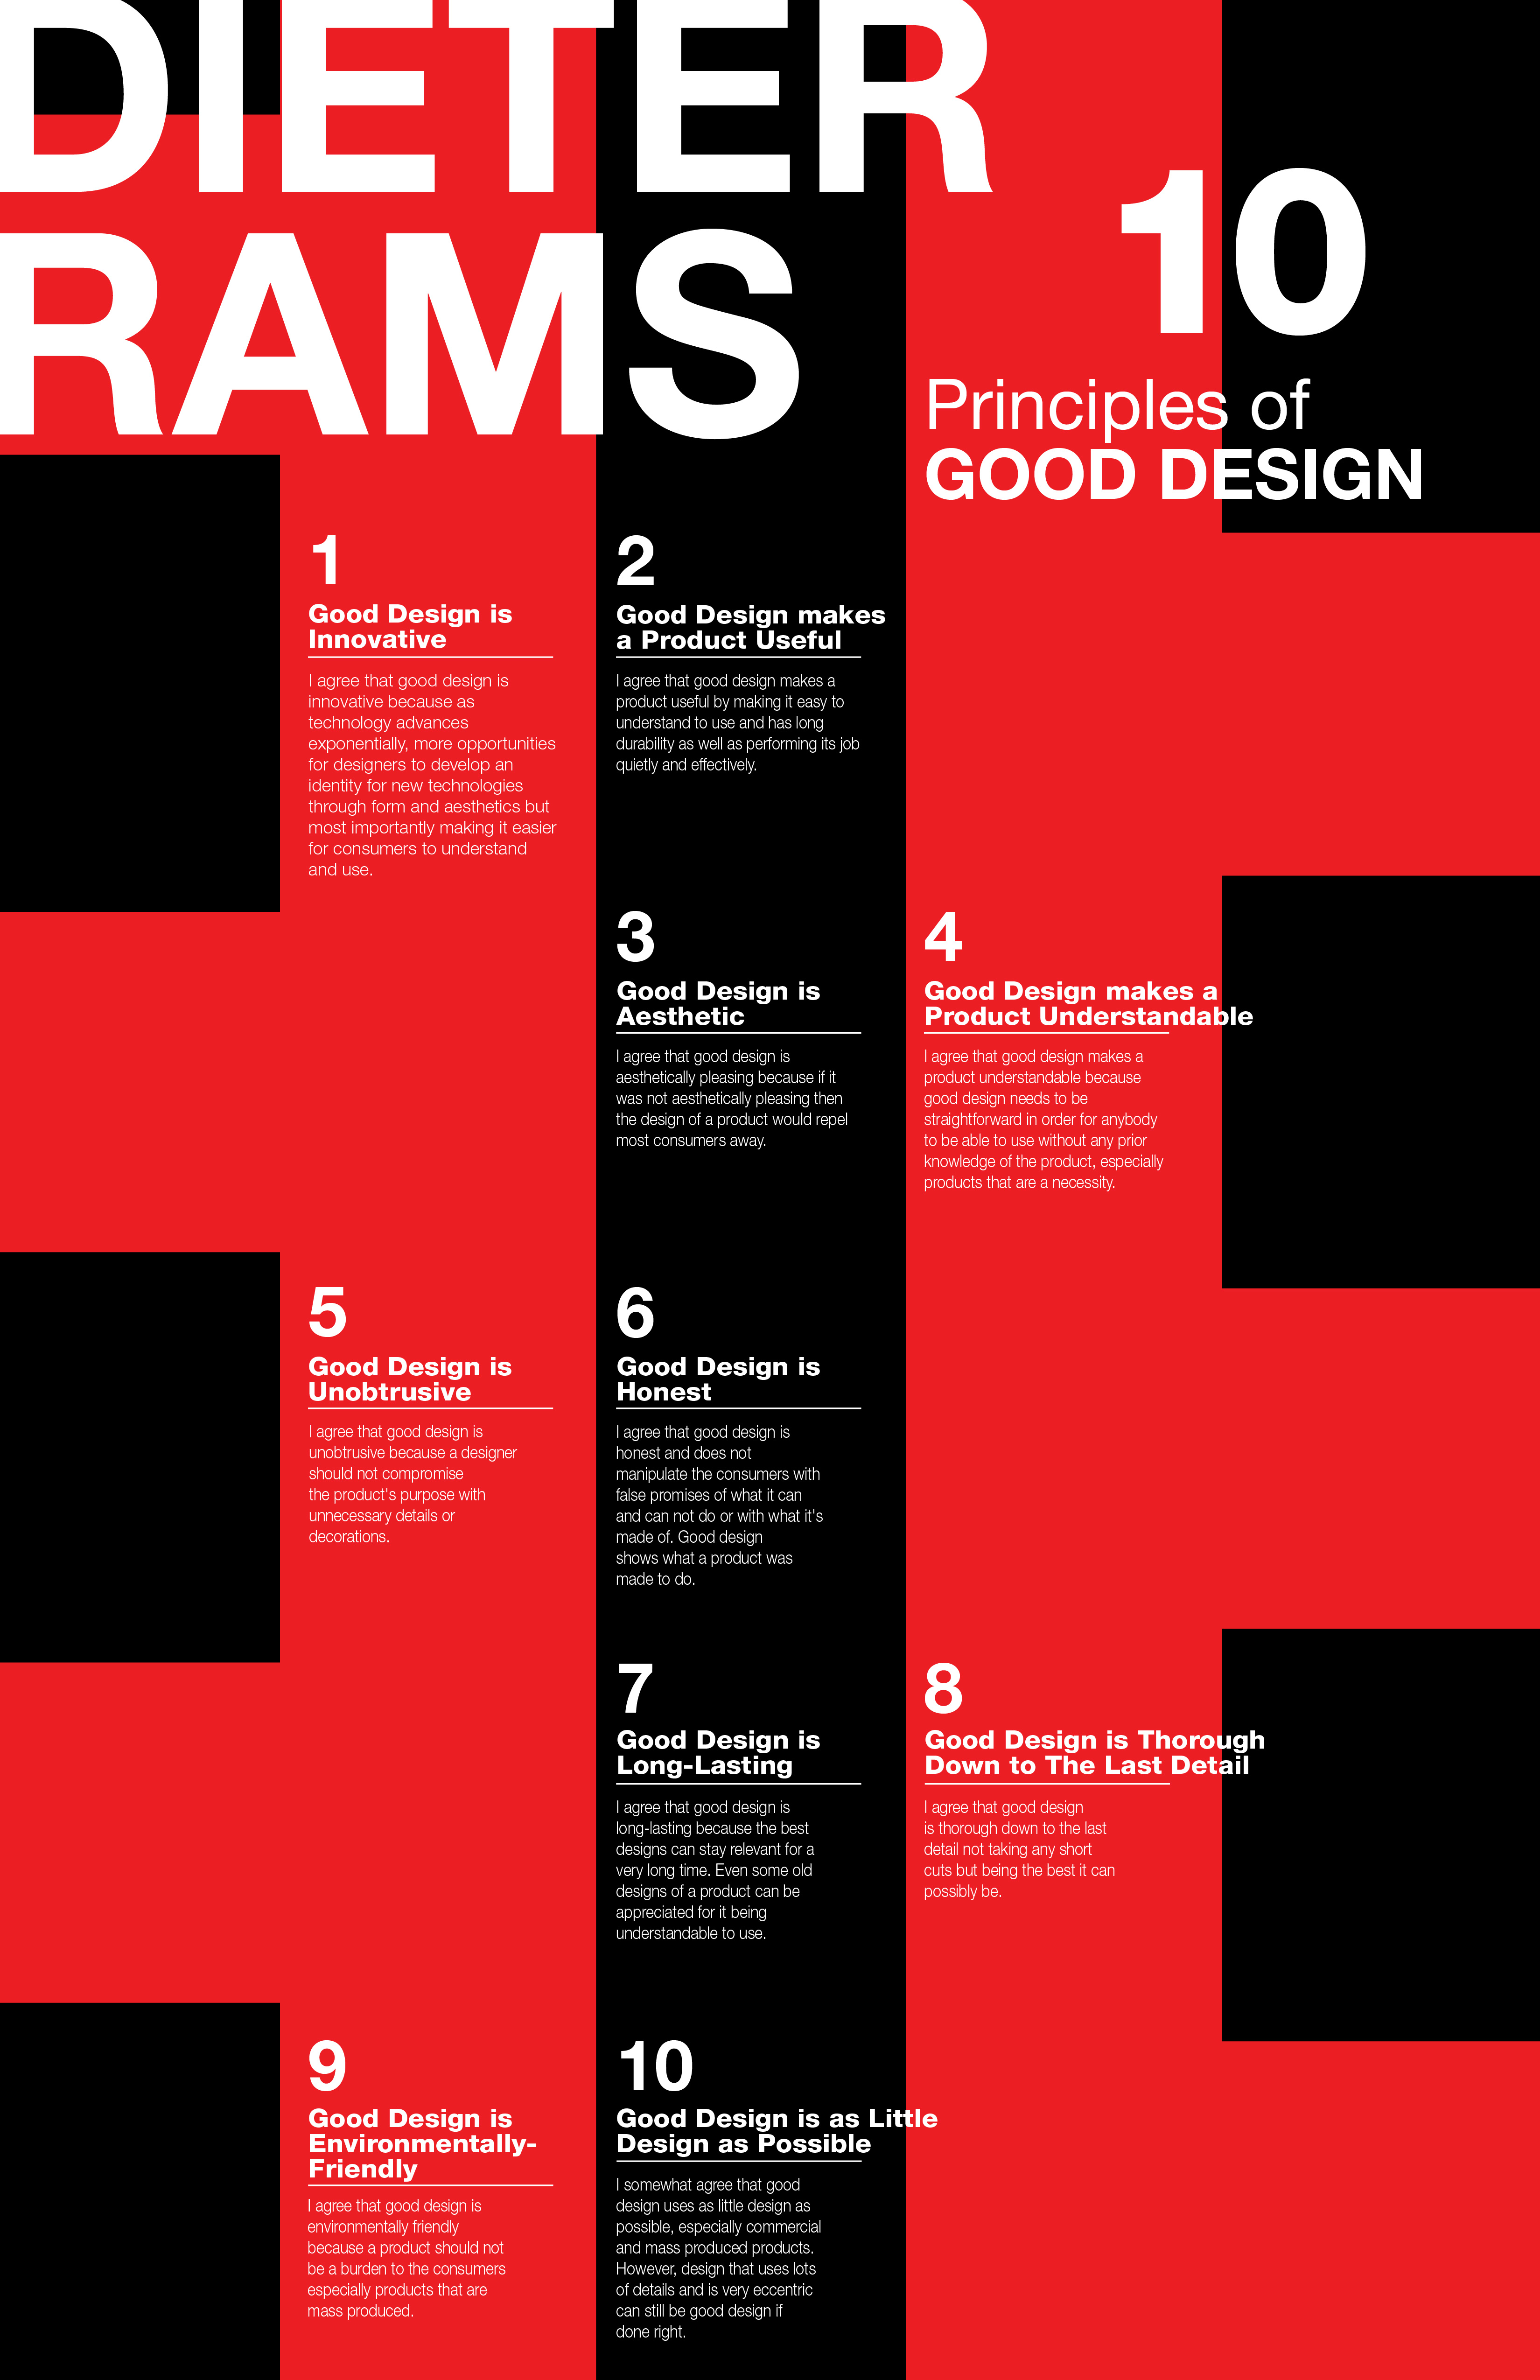 DIETER
RAMS
10
Principles of
GOOD DESIGN
1
Good Design is
Innovative
I agree that good design is
innovative because as
technology advances
exponentially, more opportunities
for designers to develop an
identity for new technologies
through form and aesthetics but
most importantly making it easier
for consumers to understand
and use.
2
Good Design makes
a Product Useful
I agree that good design makes a
product useful by making it easy to
understand to use and has long
durability as well as performing its job
quietly and effectively.
3
Good Design is
Aesthetic
I agree that good design is
aesthetically pleasing because if it
was not aesthetically pleasing then
the design of a product would repel
most consumers away.
4
Good Design makes a
Product Understandable
I agree that good design makes a
product understandable because
good design needs to be
straightforward in order for anybody
to be able to use without any prior
knowledge of the product, especially
products that are a necessity.
5
Good Design is
Unobtrusive
I agree that good design is
unobtrusive because a designer
should not compromise
the product's purpose with
unnecessary details or
decorations.
6
Good Design is
Honest
I agree that good design is
honest and does not
manipulate the consumers with
false promises of what it can
and can not do or with what it's
made of. Good design
shows what a product was
made to do.
7
Good Design is
Long-Lasting
I agree that good design is
long-lasting because the best
designs can stay relevant for a
very long time. Even some old
designs of a product can be
appreciated for it being
understandable to use.
8
Good Design is Thorough
Down to The Last Detail
I agree that good design
is thorough down to the last
detail not taking any short
cuts but being the best it can
possibly be.
9
Good Design is
Environmentally-
Friendly
I agree that good design is
environmentally friendly
because a product should not
be a burden to the consumers
especially products that are
mass produced.
10
Good Design is as Little
Design as Possible
I somewhat agree that good
design uses as little design as
possible, especially commercial
and mass produced products.
However, design that uses lots
of details and is very eccentric
can still be good design if
done right.